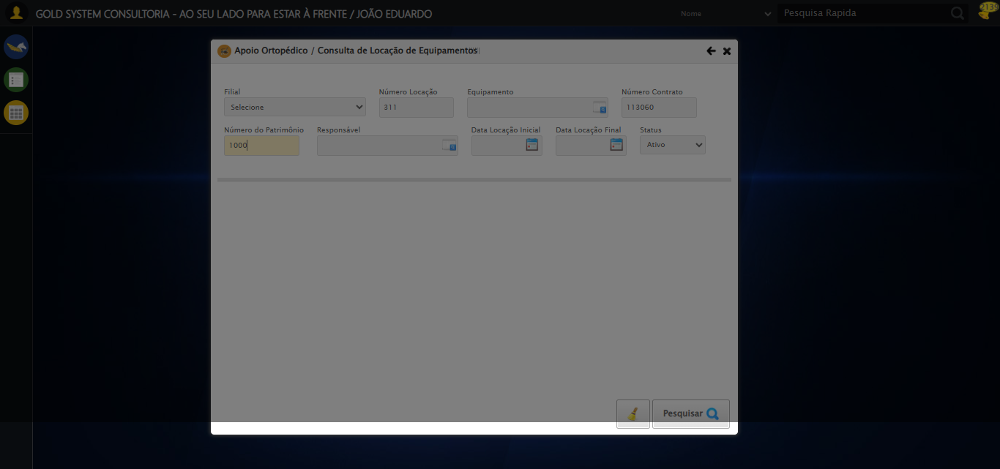 GOLD SYSTEM CONSULTORIA - AO SEU LADO PARA ESTAR À FRENTE / JOÃO EDUARDO
Nome
Pesquisa Rapida
2139
Apoio Ortopédico / Consulta de Locação de Equipamentos
Filial
Número Locação
Equipamento
Número Contrato
Selecione
311
113060
Número do Patrimônio
Responsável
Data Locação Inicial
Data Locação Final
Status
1000
Ativo
Pesquisar